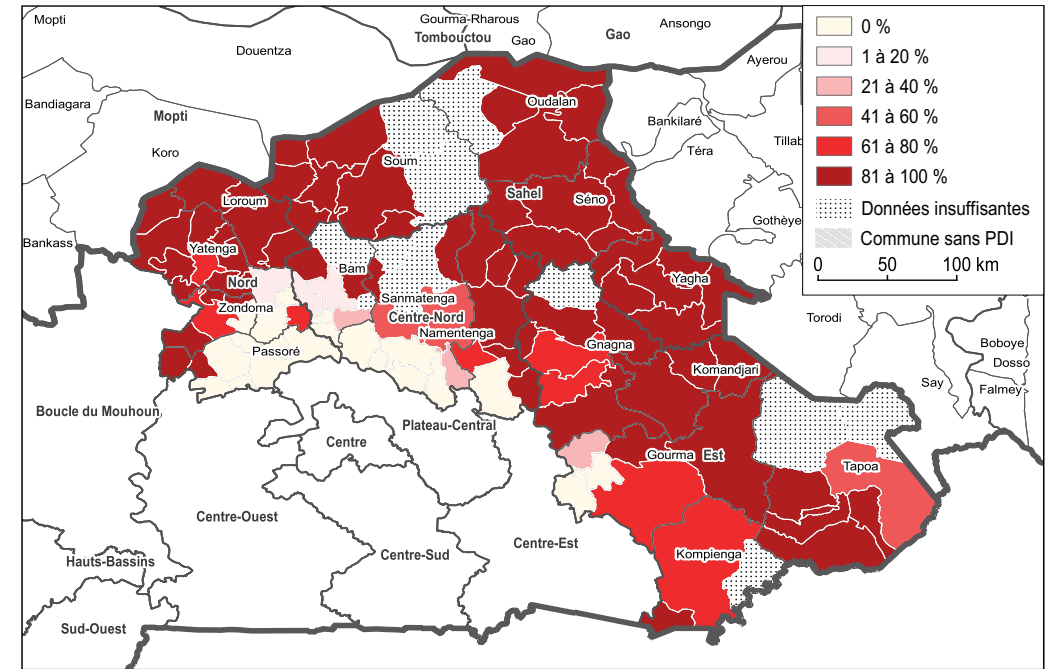 Mopti
Gourma-Rharous
Ansongo
Tombouctou
Gao
Gao
Douentza
Ayerou
Bandiagara
Mopti
Koro
Oudalan
Bankilaré
Téra
Soum
Sahel
Séno
Loroum
Gothèye
Bankass
Yatenga
Nord
Bam
Yagha
Sanmatenga
Centre-Nord
Zondoma
Namentenga
Passoré
Gnagna
Torodi
Komandjari
Boboye
Dosso
Say
Falmey
Boucle du Mouhoun
Plateau-Central
Centre
Gourma
Est
Tapoa
Centre-Ouest
Centre-Sud
Centre-Est
Kompienga
Hauts-Bassins
Sud-Ouest
0 %
1 à 20 %
21 à 40 %
41 à 60 %
61 à 80 %
81 à 100 %
Données insuffisantes
Commune sans PDI
0 50 100 km